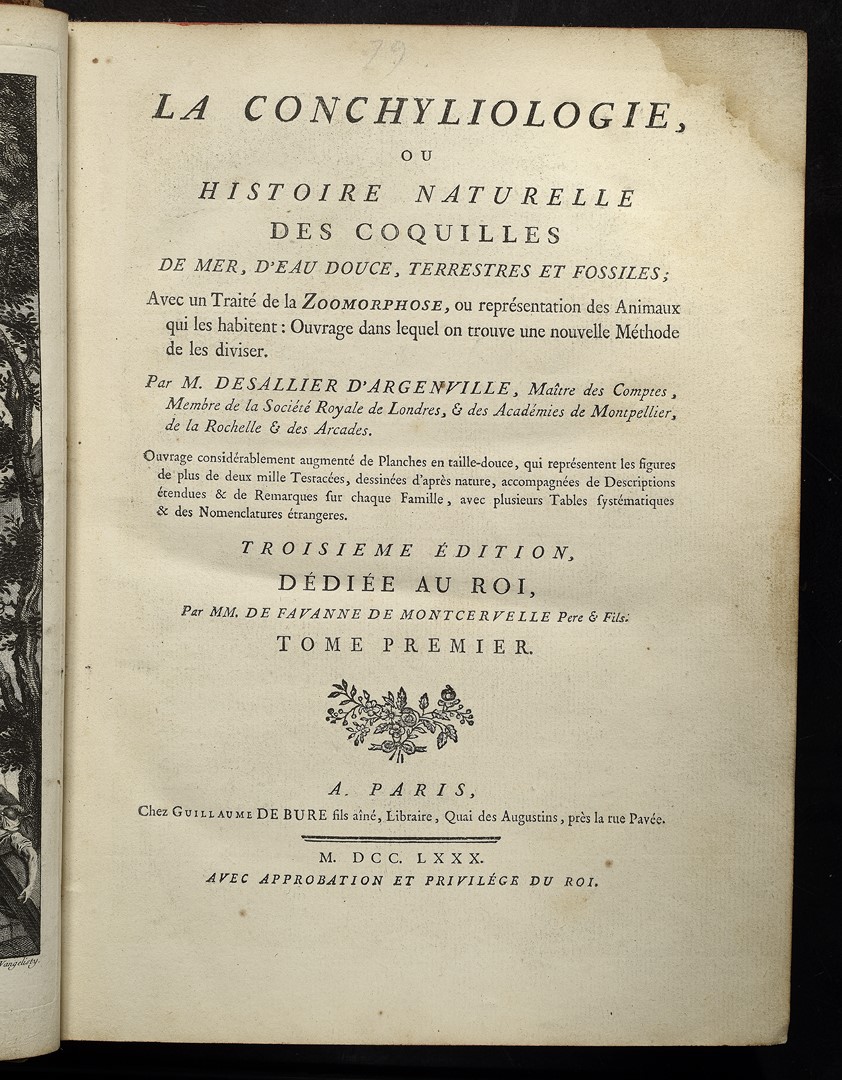 79
LA CONCHYLIOLOGIE,
OU
HISTOIRE NATURELLE
DES COQUILLES
DE MER, D'EAU DOUCE, TERRESTRES ET FOSSILES;
Avec un Traité de la ZOOMORPHOSE, ou représentation des Animaux
qui les habitent : Ouvrage dans lequel on trouve une nouvelle Méthode
de les diviser.
Par M. DESALLIER D'ARGENVILLE, Maître des Comptes,
Membre de la Société Royale de Londres, & des Académies de Montpellier,
de la Rochelle & des Arcades.
Ouvrage considérablement augmenté de Planches en taille-douce, qui représentent les figures
de plus de deux mille Testacées, dessinées d'après nature, accompagnées de Descriptions
étendues & de Remarques ſur chaque Famille, avec plusieurs Tables ſystématiques
& des Nomenclatures étrangeres.
TROISIEME ÉDITION,
DÉDIÉE AU ROI,
Par MM. DE FAVANNE DE MONTCERVELLE Pere & Fils.
TOME PREMIER.
A PARIS,
Chez GUILLAUME DE BURE fils aîné, Libraire, Quai des Augustins, près la rue Pavée.
M. DCC. LXXX.
AVEC APPROBATION ET PRIVILÉGE DU ROI.
Vangelisty.